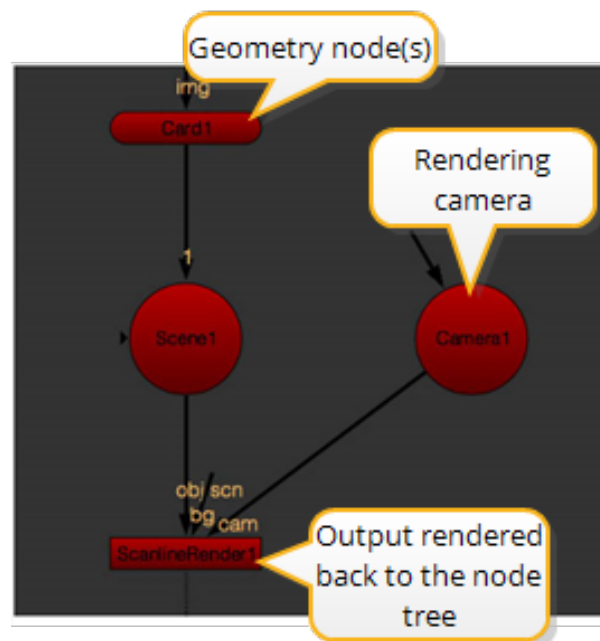 Geometry node(s)
img
Card1
Rendering
camera
1
Scene1
Camera1
obj/scn
bg
cam
ScanlineRender1
Output rendered
back to the node
tree